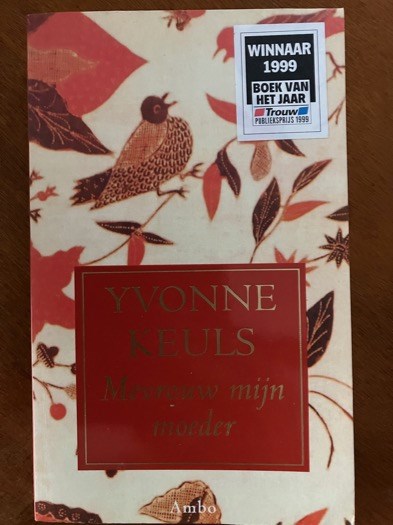 WINNAAR
1999
BOEK VAN
HET JAAR
Trouw
PUBLIEKSPRIJS 1999
YVONNE
KEULS
Mevrouw mijn
moeder
Ambo